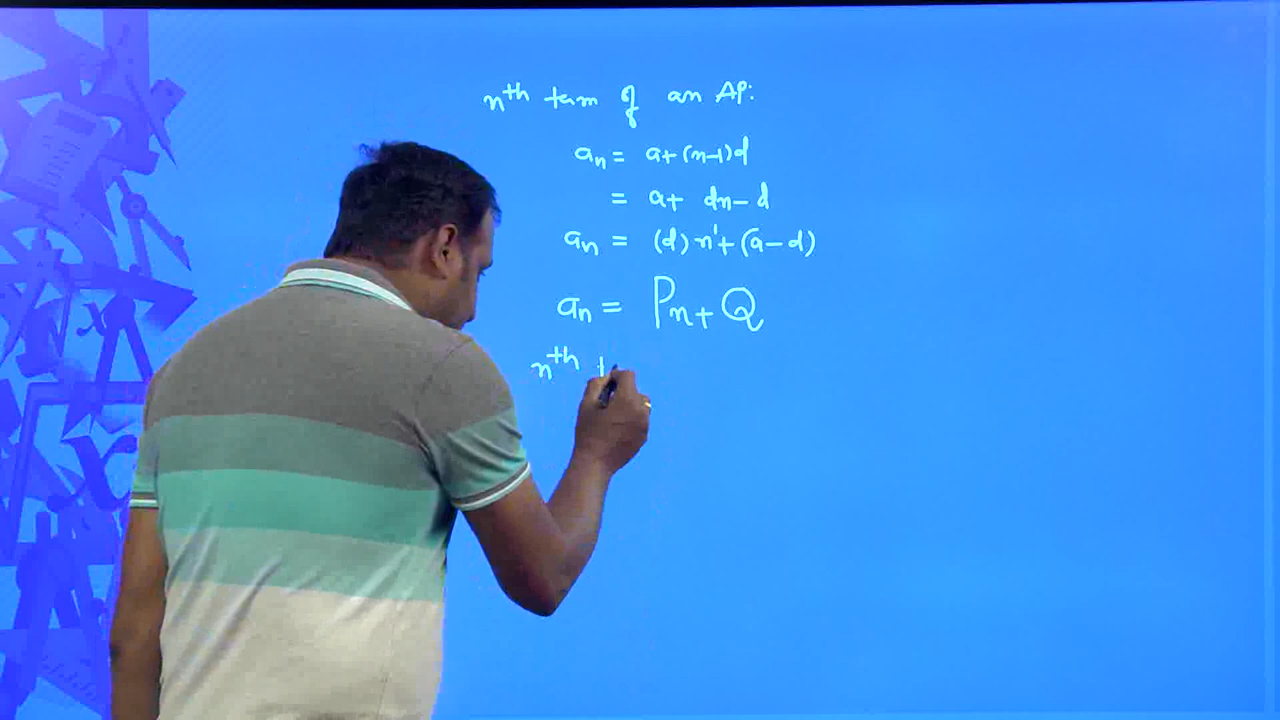 nth term of an AP:
an = a+(n-1)d
= a+ dn-d
an = (d) n¹+(a-d)
an = Pn+Q
nth t